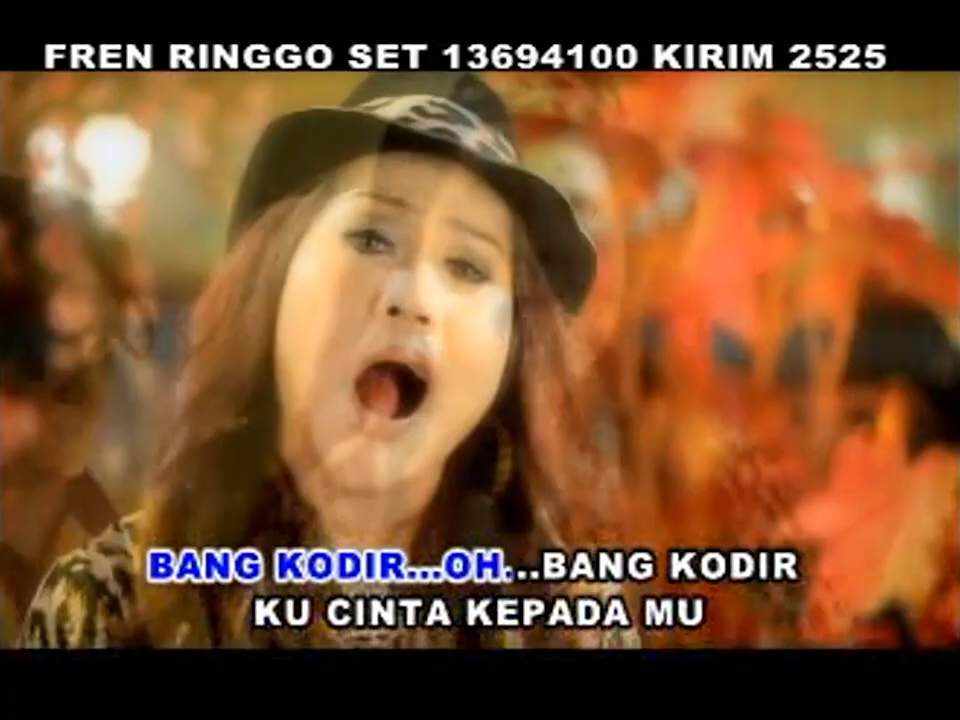 FREN RINGGO SET 13694100 KIRIM 2525
BANG KODIR...OH...BANG KODIR
KU CINTA KEPADA MU